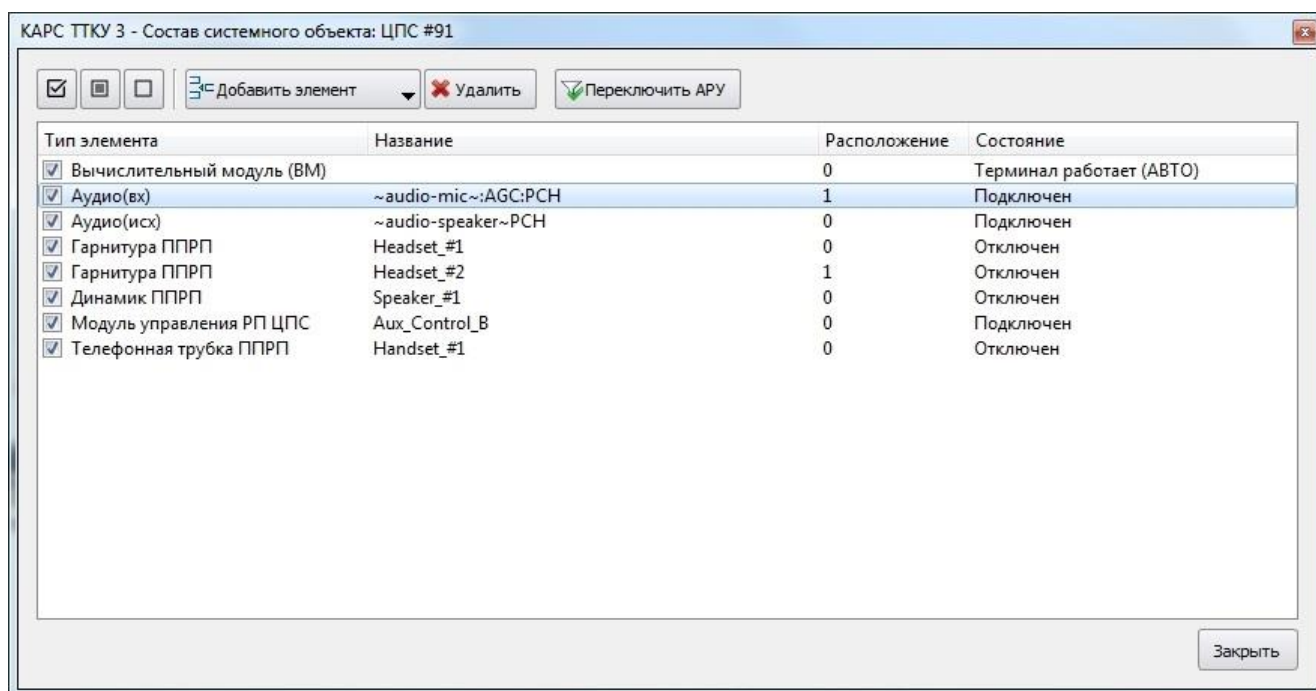 КАРС ТТКУ 3 - Состав системного объекта: ЦПС #91
Добавить элемент Удалить Переключить АРУ
Тип элемента Название Расположение Состояние
Вычислительный модуль (ВМ) 0 Терминал работает (АВТО)
Аудио(вх) ~audio-mic~:AGC:PCH 1 Подключен
Аудио(исх) ~audio-speaker~PCH 0 Подключен
Гарнитура ППРП Headset_#1 0 Отключен
Гарнитура ППРП Headset_#2 1 Отключен
Динамик ППРП Speaker_#1 0 Отключен
Модуль управления РП ЦПС Aux_Control_B 0 Подключен
Телефонная трубка ППРП Handset_#1 0 Отключен
Закрыть